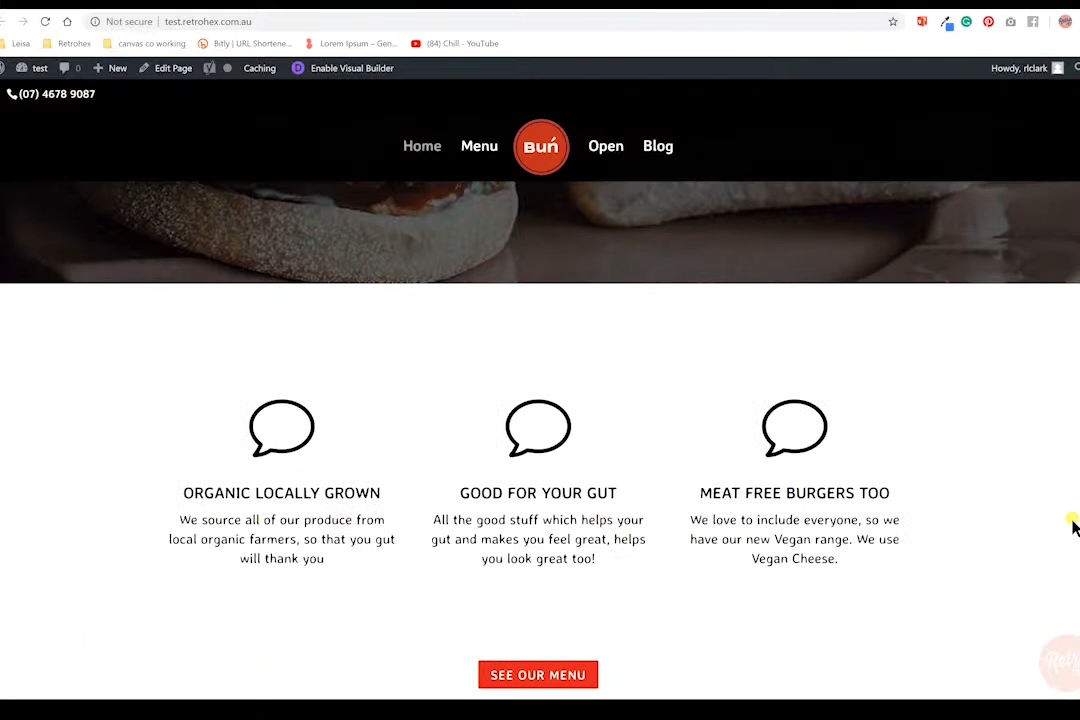 Not secure | test.retrohex.com.au
Leisa Retrohex canvas co working Bitly | URL Shortene... Lorem Ipsum – Gen... (84) Chill - YouTube
test 0 New Edit Page Caching Enable Visual Builder Howdy, rlclark
(07) 4678 9087
Home Menu Buń Open Blog
ORGANIC LOCALLY GROWN
We source all of our produce from
local organic farmers, so that you gut
will thank you
GOOD FOR YOUR GUT
All the good stuff which helps your
gut and makes you feel great, helps
you look great too!
MEAT FREE BURGERS TOO
We love to include everyone, so we
have our new Vegan range. We use
Vegan Cheese.
SEE OUR MENU